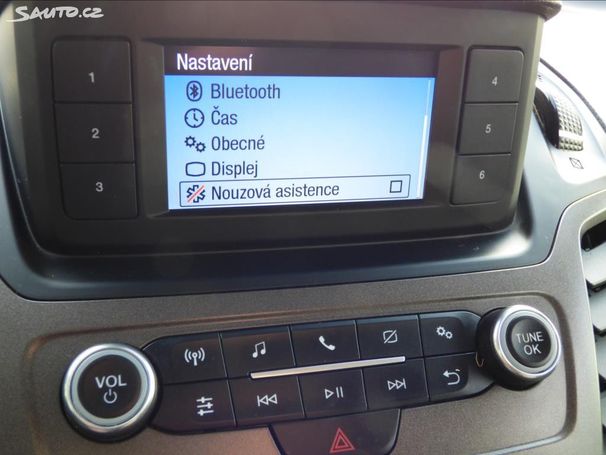 Sauto.cz
Nastavení
Bluetooth
Čas
Obecné
Displej
Nouzová asistence
1
2
3
4
5
6
VOL
TUNE
OK